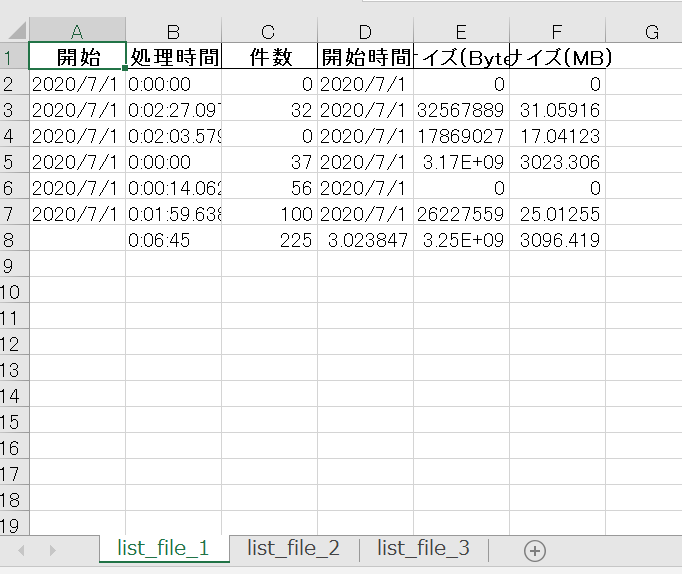 A B C D E F G
1 開始 処理時間 件数 開始時間 イズ(Byte イズ(MB)
2 2020/7/1 0:00:00 0 2020/7/1 0 0
3 2020/7/1 0:02:27.097 32 2020/7/1 32567889 31.05916
4 2020/7/1 0:02:03.579 0 2020/7/1 17869027 17.04123
5 2020/7/1 0:00:00 37 2020/7/1 3.17E+09 3023.306
6 2020/7/1 0:00:14.062 56 2020/7/1 0 0
7 2020/7/1 0:01:59.638 100 2020/7/1 26227559 25.01255
8 0:06:45 225 3.023847 3.25E+09 3096.419
9
10
11
12
13
14
15
16
17
18
19
list_file_1 list_file_2 list_file_3